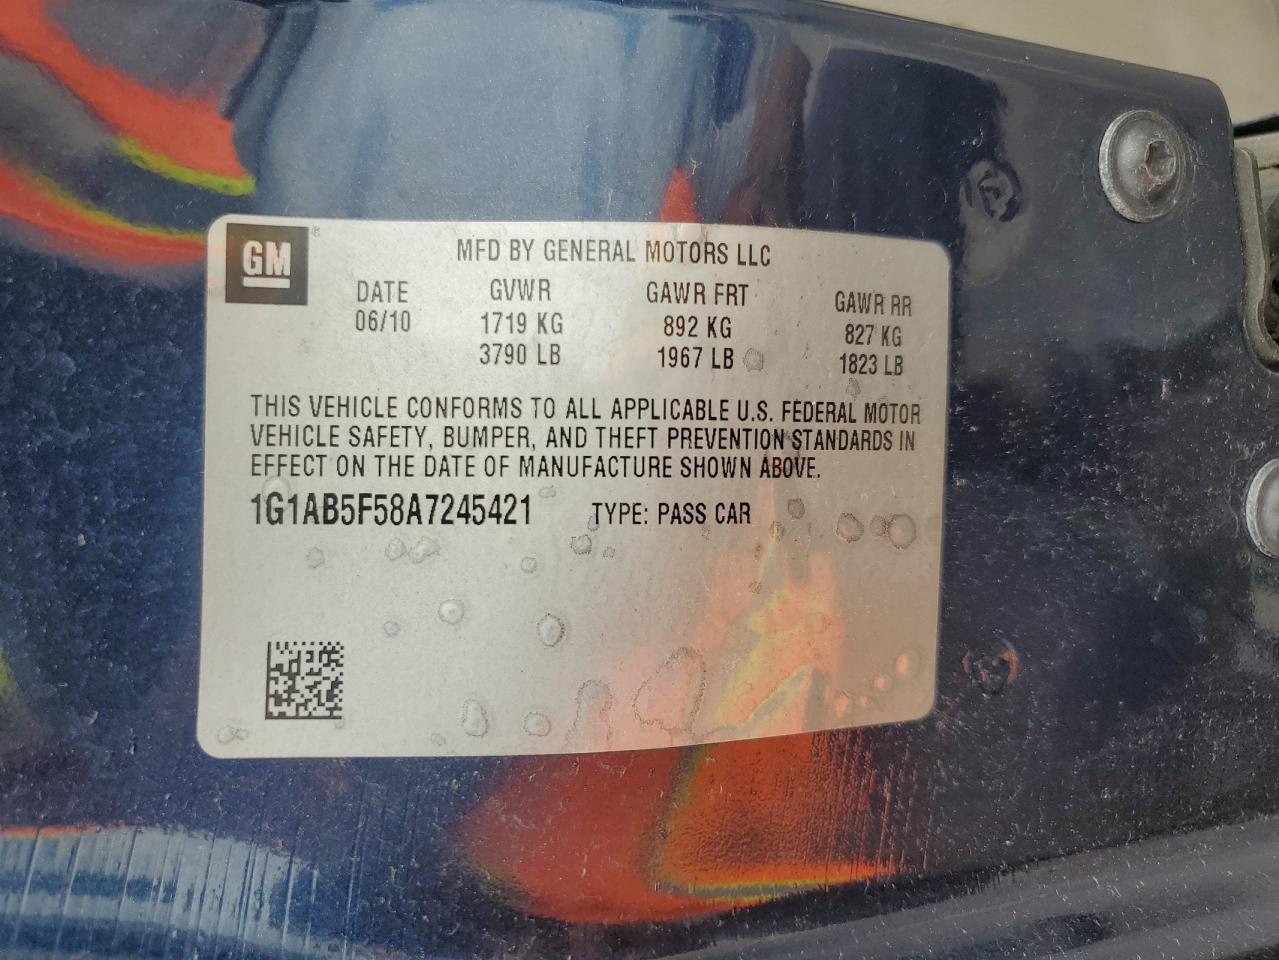 GM ®
MFD BY GENERAL MOTORS LLC
DATE GVWR GAWR FRT GAWR RR
06/10 1719 KG 892 KG 827 KG
3790 LB 1967 LB 1823 LB
THIS VEHICLE CONFORMS TO ALL APPLICABLE U.S. FEDERAL MOTOR
VEHICLE SAFETY, BUMPER, AND THEFT PREVENTION STANDARDS IN
EFFECT ON THE DATE OF MANUFACTURE SHOWN ABOVE.
1G1AB5F58A7245421 TYPE: PASS CAR